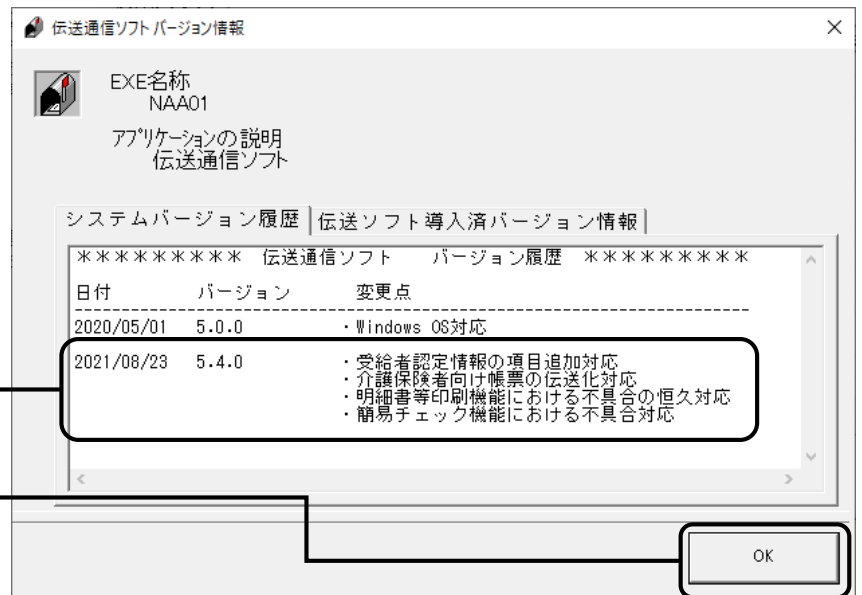 伝送通信ソフト バージョン情報
EXE名称
NAA01
アプリケーションの説明
伝送通信ソフト
システムバージョン履歴 伝送ソフト導入済バージョン情報
********* 伝送通信ソフト バージョン履歴 *********
日付 バージョン 変更点
--------------------------------------------------------------------------
2020/05/01 5.0.0 ・Windows OS対応
2021/08/23 5.4.0 ・受給者認定情報の項目追加対応
・介護保険者向け帳票の伝送化対応
・明細書等印刷機能における不具合の恒久対応
・簡易チェック機能における不具合対応
OK